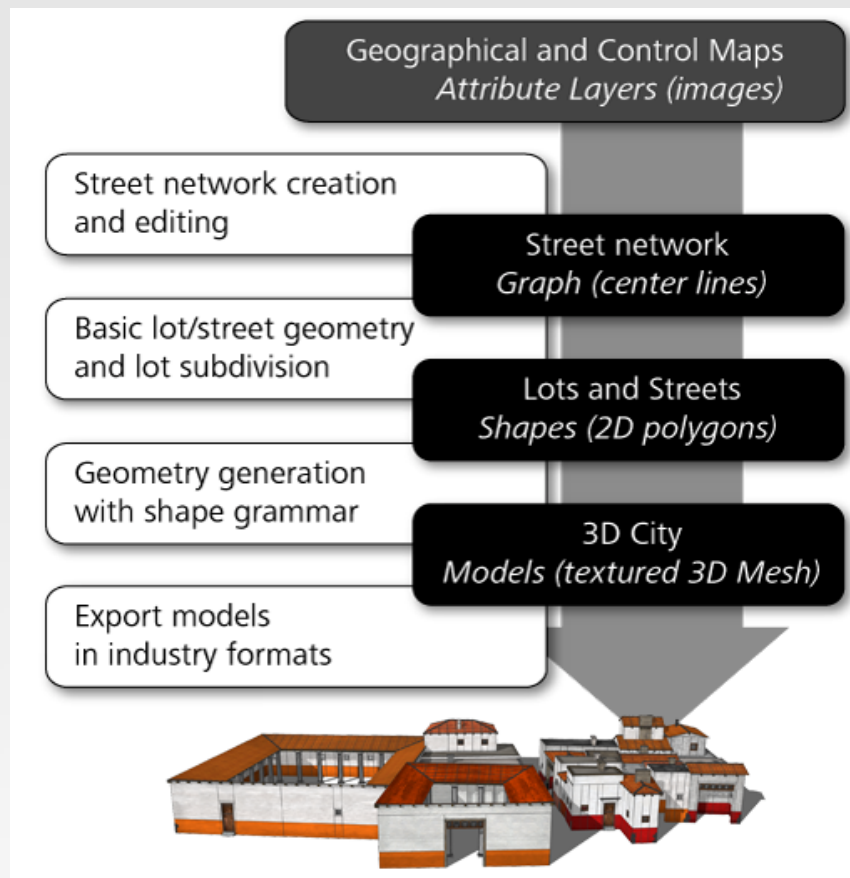 Geographical and Control Maps
Attribute Layers (images)
Street network creation
and editing
Street network
Graph (center lines)
Basic lot/street geometry
and lot subdivision
Lots and Streets
Shapes (2D polygons)
Geometry generation
with shape grammar
3D City
Models (textured 3D Mesh)
Export models
in industry formats